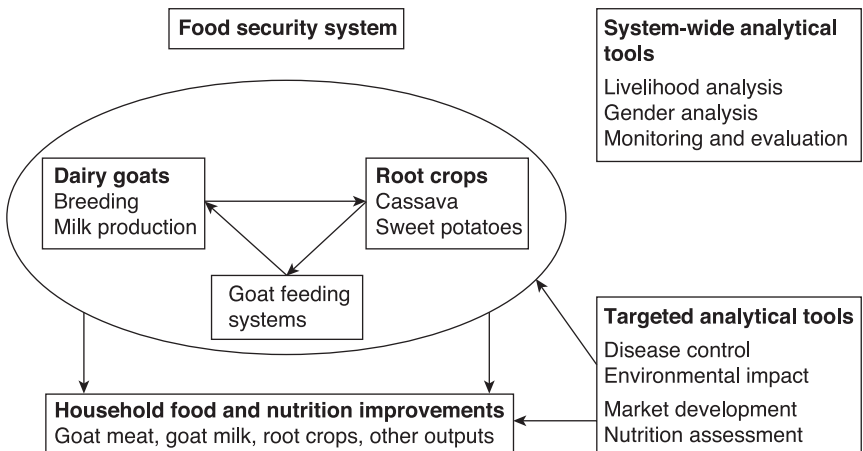 Food security system
System-wide analytical
tools
Livelihood analysis
Gender analysis
Monitoring and evaluation
Dairy goats
Breeding
Milk production
Root crops
Cassava
Sweet potatoes
Goat feeding
systems
Targeted analytical tools
Disease control
Environmental impact
Market development
Nutrition assessment
Household food and nutrition improvements
Goat meat, goat milk, root crops, other outputs